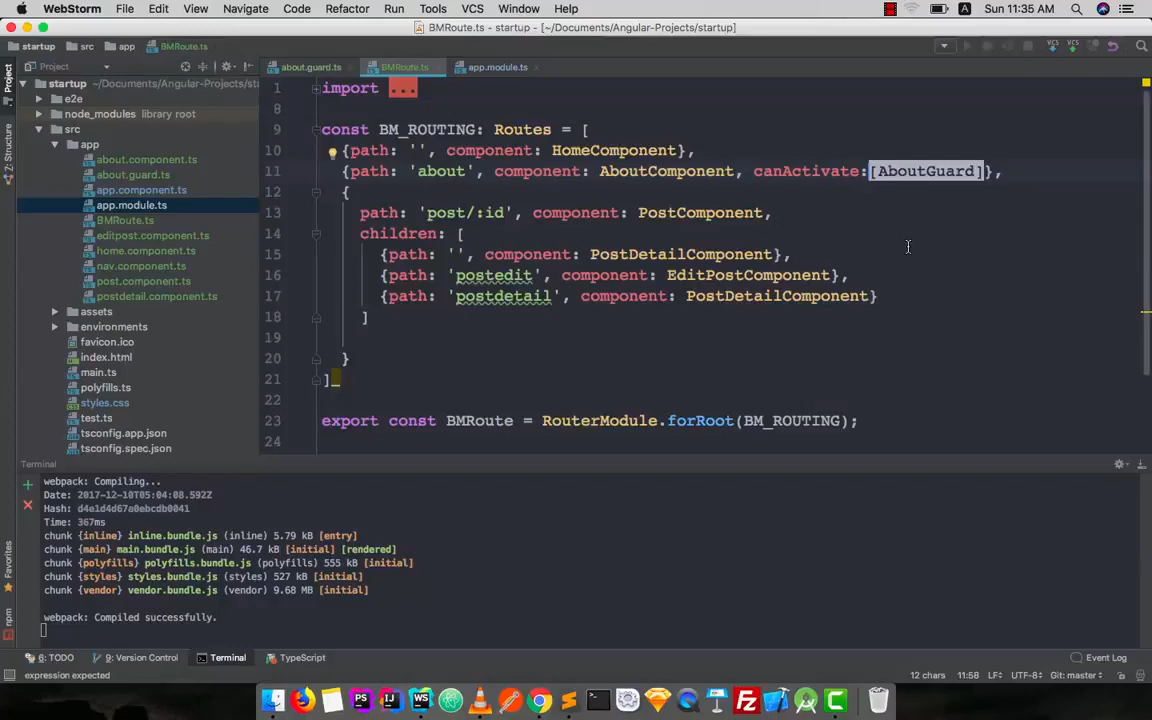 WebStorm File Edit View Navigate Code Refactor Run Tools VCS Window Help A Sun 11:35 AM
BMRoute.ts - startup - [~/Documents/Angular-Projects/startup]
startup src app BMRoute.ts
Project about.guard.ts BMRoute.ts app.module.ts
startup ~/Documents/Angular-Projects/sta
e2e
node_modules library root
src
app
about.component.ts
about.guard.ts
app.component.ts
app.module.ts
BMRoute.ts
editpost.component.ts
home.component.ts
nav.component.ts
post.component.ts
postdetail.component.ts
assets
environments
favicon.ico
index.html
main.ts
polyfills.ts
styles.css
test.ts
tsconfig.app.json
tsconfig.spec.json
1: Project
7: Structure
Favorites
npm
1 import ...
8
9 const BM_ROUTING: Routes = [
10 {path: '', component: HomeComponent},
11 {path: 'about', component: AboutComponent, canActivate:[AboutGuard]},
12 {
13 path: 'post/:id', component: PostComponent,
14 children: [
15 {path: '', component: PostDetailComponent},
16 {path: 'postedit', component: EditPostComponent},
17 {path: 'postdetail', component: PostDetailComponent}
18 ]
19
20 }
21 ]
22
23 export const BMRoute = RouterModule.forRoot(BM_ROUTING);
24
Terminal
webpack: Compiling...
Date: 2017-12-10T05:04:08.592Z
Hash: d4e1d4d67a0ebcdb0041
Time: 367ms
chunk {inline} inline.bundle.js (inline) 5.79 kB [entry]
chunk {main} main.bundle.js (main) 46.7 kB [initial] [rendered]
chunk {polyfills} polyfills.bundle.js (polyfills) 555 kB [initial]
chunk {styles} styles.bundle.js (styles) 527 kB [initial]
chunk {vendor} vendor.bundle.js (vendor) 9.68 MB [initial]
webpack: Compiled successfully.
6: TODO 9: Version Control Terminal TypeScript Event Log
expression expected 12 chars 11:58 LF÷ UTF-8÷ Git: master÷
PS IJ WS FZ C